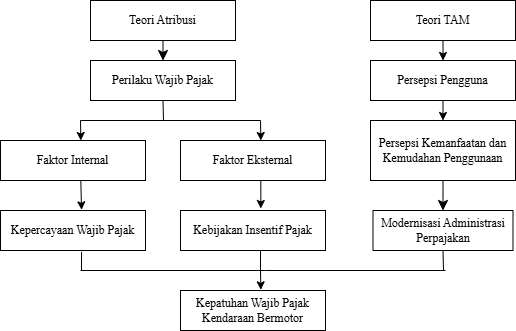 Teori Atribusi
Teori TAM
Perilaku Wajib Pajak
Persepsi Pengguna
Faktor Internal
Faktor Eksternal
Persepsi Kemanfaatan dan
Kemudahan Penggunaan
Kepercayaan Wajib Pajak
Kebijakan Insentif Pajak
Modernisasi Administrasi
Perpajakan
Kepatuhan Wajib Pajak
Kendaraan Bermotor